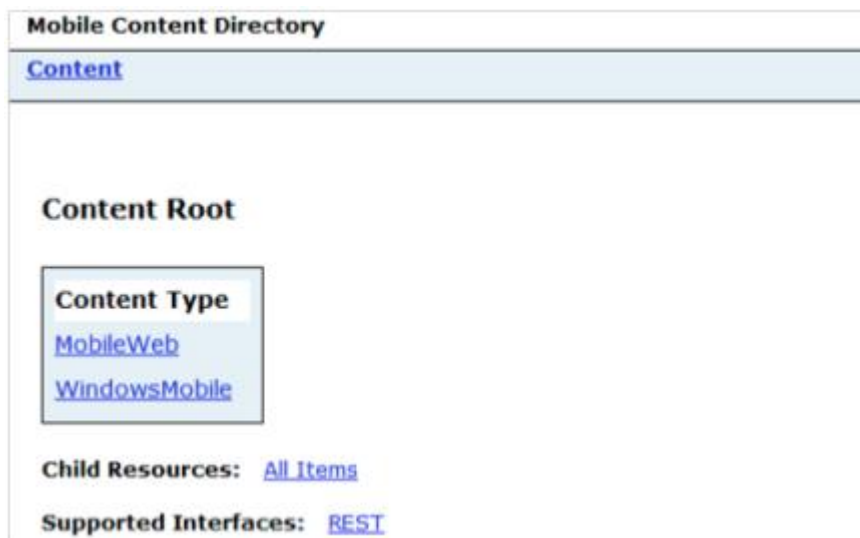 Mobile Content Directory
Content
Content Root
Content Type
MobileWeb
WindowsMobile
Child Resources: All Items
Supported Interfaces: REST